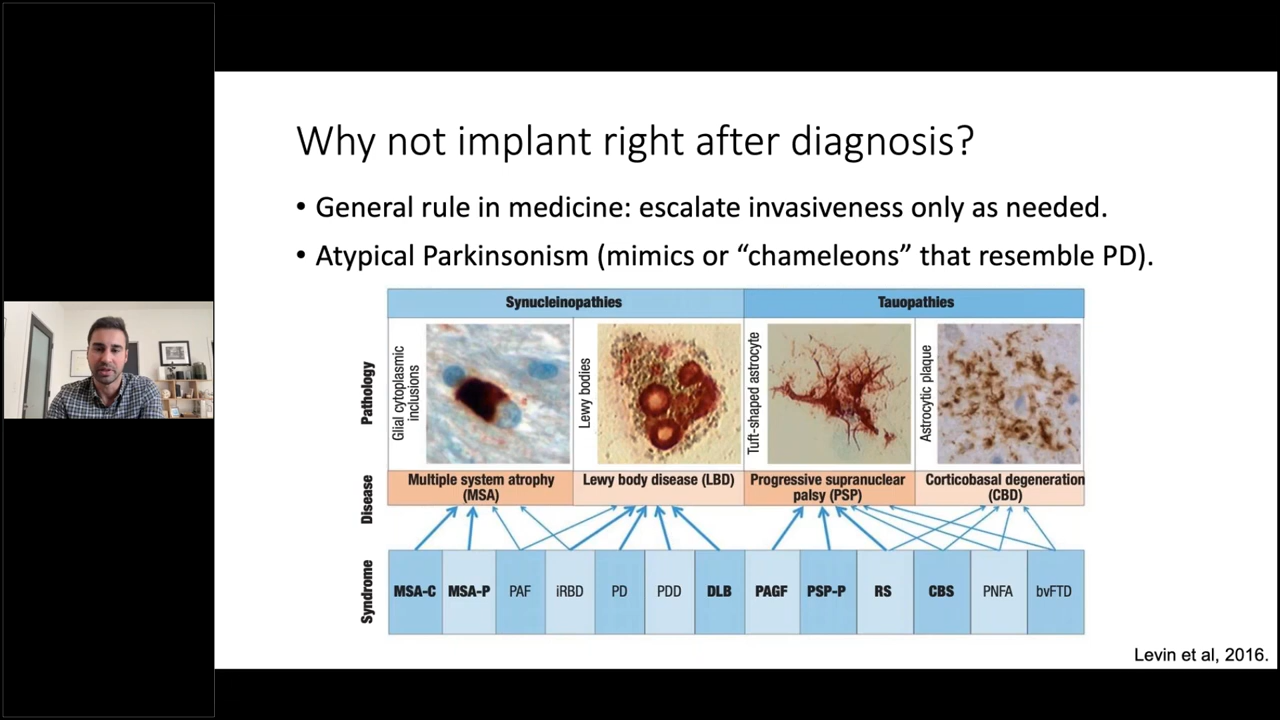 Why not implant right after diagnosis?
• General rule in medicine: escalate invasiveness only as needed.
• Atypical Parkinsonism (mimics or “chameleons” that resemble PD).
Synucleinopathies
Tauopathies
Pathology
Glial cytoplasmic
inclusions
Lewy bodies
Tuft-shaped astrocyte
Astrocytic plaque
Disease
Multiple system atrophy
(MSA)
Lewy body disease (LBD)
Progressive supranuclear
palsy (PSP)
Corticobasal degeneration
(CBD)
Syndrome
MSA-C
MSA-P
PAF
iRBD
PD
PDD
DLB
PAGF
PSP-P
RS
CBS
PNFA
bvFTD
Levin et al, 2016.